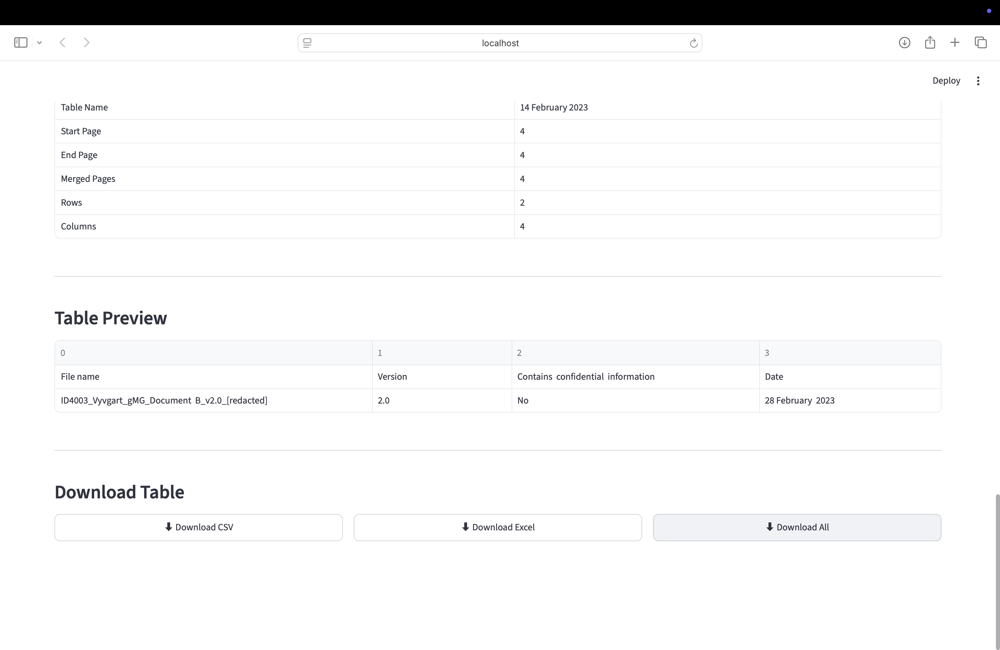 localhost
Deploy
Table Name 14 February 2023
Start Page 4
End Page 4
Merged Pages 4
Rows 2
Columns 4
Table Preview
0 1 2 3
File name Version Contains confidential information Date
ID4003_Vyvgart_gMG_Document B_v2.0_[redacted] 2.0 No 28 February 2023
Download Table
Download CSV Download Excel Download All